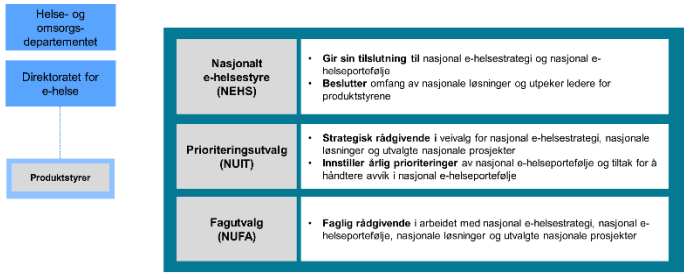 Helse- og
omsorgs-
departementet
Direktoratet for
e-helse
Produktstyrer
Nasjonalt
e-helsestyre
(NEHS)
• Gir sin tilslutning til nasjonal e-helsestrategi og nasjonal e-
helseportefølje
• Beslutter omfang av nasjonale løsninger og utpeker ledere for
produktstyrene
Prioriteringsutvalg
(NUIT)
• Strategisk rådgivende i veivalg for nasjonal e-helsestrategi, nasjonale
løsninger og utvalgte nasjonale prosjekter
• Innstiller årlig prioriteringer av nasjonal e-helseportefølje og tiltak for å
håndtere avvik i nasjonal e-helseportefølje
Fagutvalg
(NUFA)
• Faglig rådgivende i arbeidet med nasjonal e-helsestrategi, nasjonal e-
helseportefølje, nasjonale løsninger og utvalgte nasjonale prosjekter